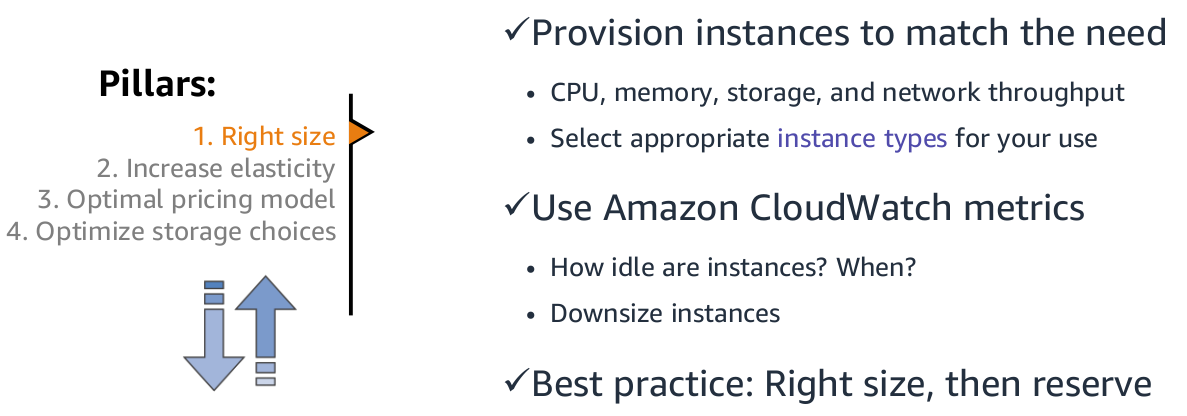 Pillars:
1. Right size
2. Increase elasticity
3. Optimal pricing model
4. Optimize storage choices
✓Provision instances to match the need
• CPU, memory, storage, and network throughput
• Select appropriate instance types for your use
✓Use Amazon CloudWatch metrics
• How idle are instances? When?
• Downsize instances
✓Best practice: Right size, then reserve